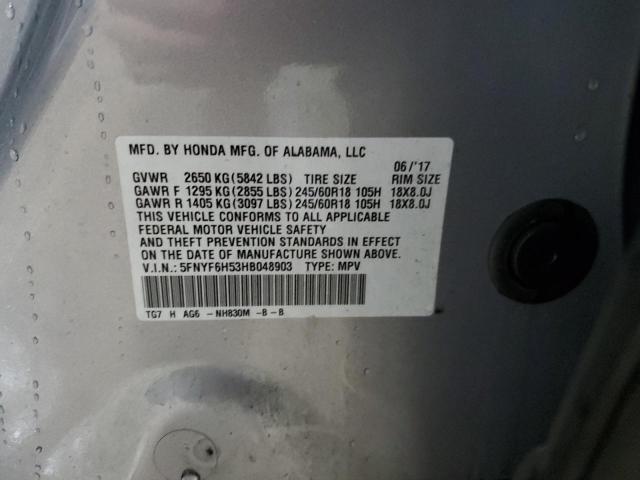 MFD. BY HONDA MFG. OF ALABAMA, LLC
06/'17
GVWR 2650 KG (5842 LBS) TIRE SIZE RIM SIZE
GAWR F 1295 KG (2855 LBS) 245/60R18 105H 18X8.0J
GAWR R 1405 KG (3097 LBS) 245/60R18 105H 18X8.0J
THIS VEHICLE CONFORMS TO ALL APPLICABLE
FEDERAL MOTOR VEHICLE SAFETY
AND THEFT PREVENTION STANDARDS IN EFFECT
ON THE DATE OF MANUFACTURE SHOWN ABOVE.
V.I.N.: 5FNYF6H53HB048903 TYPE: MPV
TG7 H AG6 - NH830M -B -B